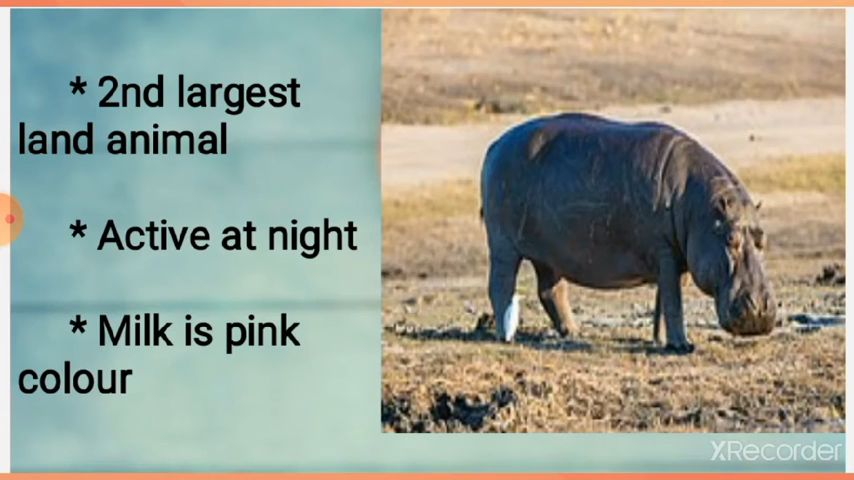 * 2nd largest
land animal
* Active at night
* Milk is pink
colour
XRecorder